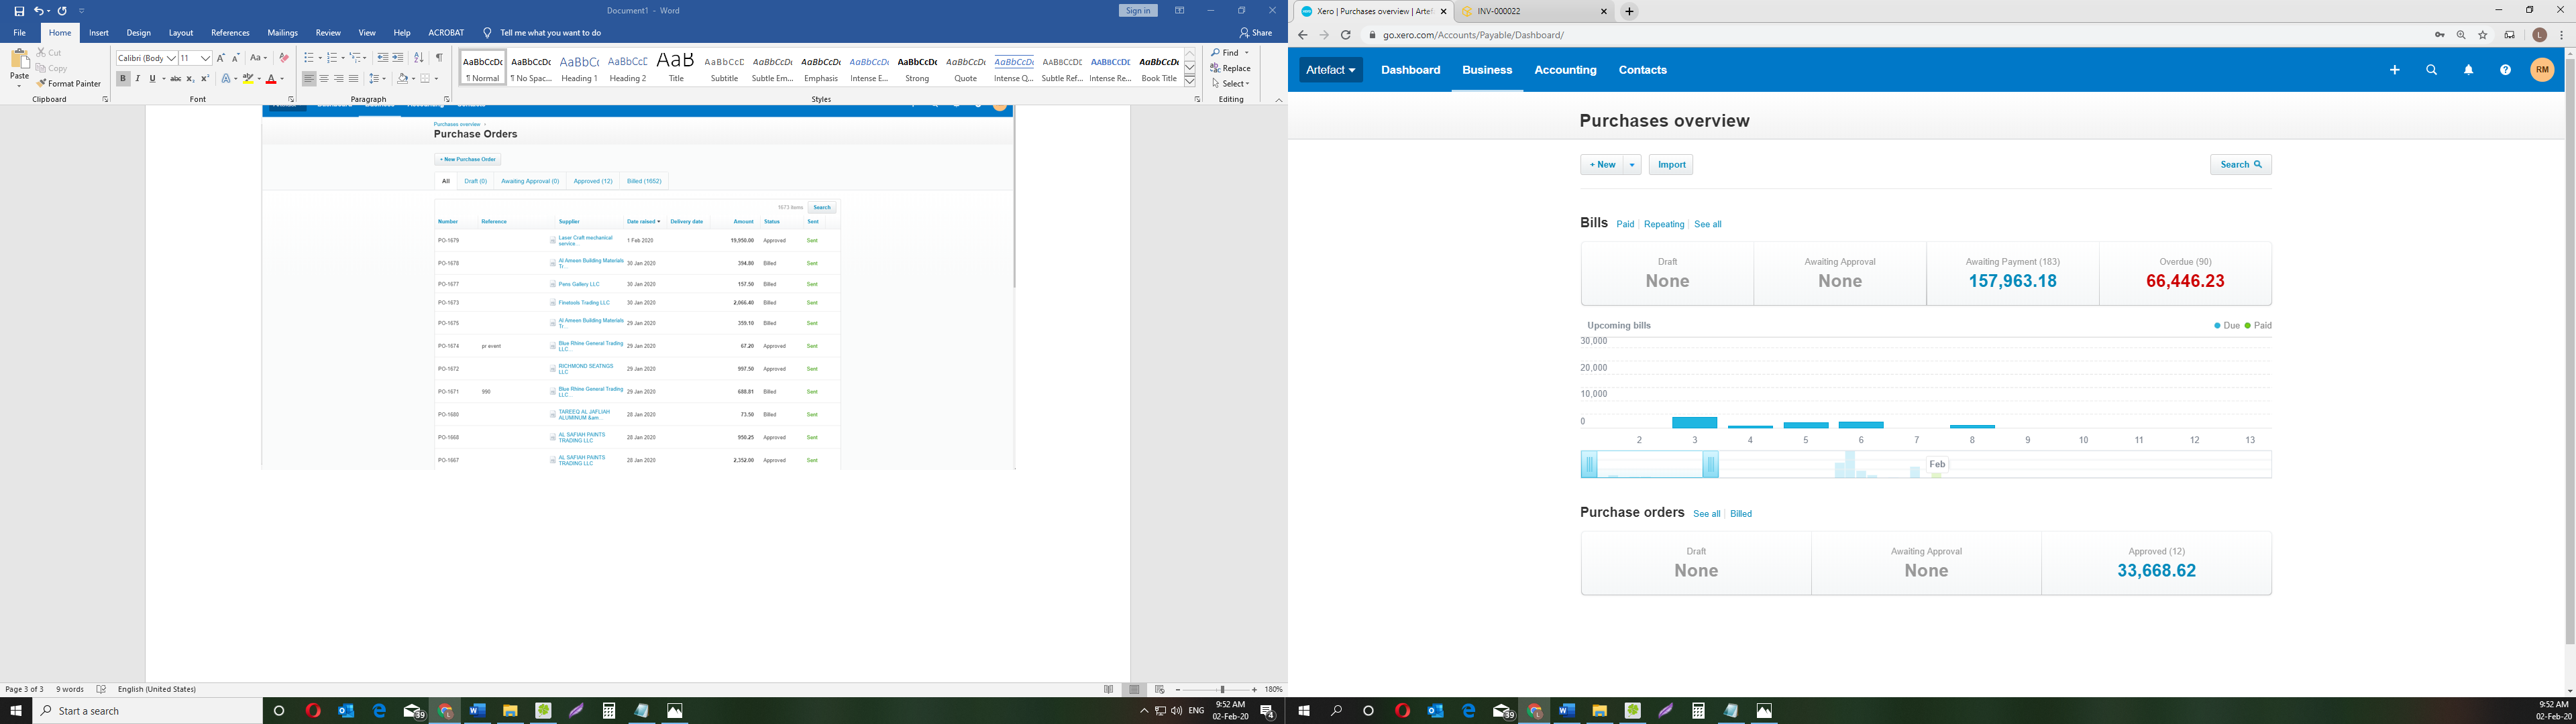 Document1 - Word
Sign in
File Home Insert Design Layout References Mailings Review View Help ACROBAT Tell me what you want to do
Share
Paste
Cut
Copy
Format Painter
Clipboard
Calibri (Body 11
Font
Paragraph
AaBbCcDc AaBbCcDc AaBbC( AaBbCcE AaB AaBbCcE AaBbCcDc AaBbCcDc AaBbCcDc AaBbCcDc AaBbCcDc AaBbCcDc AABBCCDE AABBCCDE AaBbCcDc
¶ Normal ¶ No Spac... Heading 1 Heading 2 Title Subtitle Subtle Em... Emphasis Intense E... Strong Quote Intense Q... Subtle Ref... Intense Re... Book Title
Styles
Find
Replace
Select
Editing
Purchases overview ›
Purchase Orders
+ New Purchase Order
All Draft (0) Awaiting Approval (0) Approved (12) Billed (1652)
1673 items Search
Number Reference Supplier Date raised Delivery date Amount Status Sent
PO-1679 Laser Craft mechanical service... 1 Feb 2020 19,950.00 Approved Sent
PO-1678 Al Ameen Building Materials Tr... 30 Jan 2020 394.80 Billed Sent
PO-1677 Pens Gallery LLC 30 Jan 2020 157.50 Billed Sent
PO-1673 Finetools Trading LLC 30 Jan 2020 2,066.40 Billed Sent
PO-1675 Al Ameen Building Materials Tr... 29 Jan 2020 359.10 Billed Sent
PO-1674 pr event Blue Rhine General Trading LLC... 29 Jan 2020 67.20 Approved Sent
PO-1672 RICHMOND SEATNGS LLC 29 Jan 2020 997.50 Approved Sent
PO-1671 990 Blue Rhine General Trading LLC... 29 Jan 2020 688.81 Billed Sent
PO-1680 TAREEQ AL JAFLIAH ALUMINUM &am... 28 Jan 2020 73.50 Billed Sent
PO-1668 AL SAFIAH PAINTS TRADING LLC 28 Jan 2020 950.25 Approved Sent
PO-1667 AL SAFIAH PAINTS TRADING LLC 28 Jan 2020 2,352.00 Approved Sent
Page 3 of 3 9 words English (United States)
180%
Start a search
39
ENG
9:52 AM
02-Feb-20
4
Xero | Purchases overview | Artef
INV-000022
go.xero.com/Accounts/Payable/Dashboard/
L
Artefact Dashboard Business Accounting Contacts
RM
Purchases overview
+ New Import Search
Bills Paid Repeating See all
Draft
None
Awaiting Approval
None
Awaiting Payment (183)
157,963.18
Overdue (90)
66,446.23
Upcoming bills Due Paid
30,000
20,000
10,000
0
2 3 4 5 6 7 8 9 10 11 12 13
Feb
Purchase orders See all Billed
Draft
None
Awaiting Approval
None
Approved (12)
33,668.62
39
9:52 AM
02-Feb-20